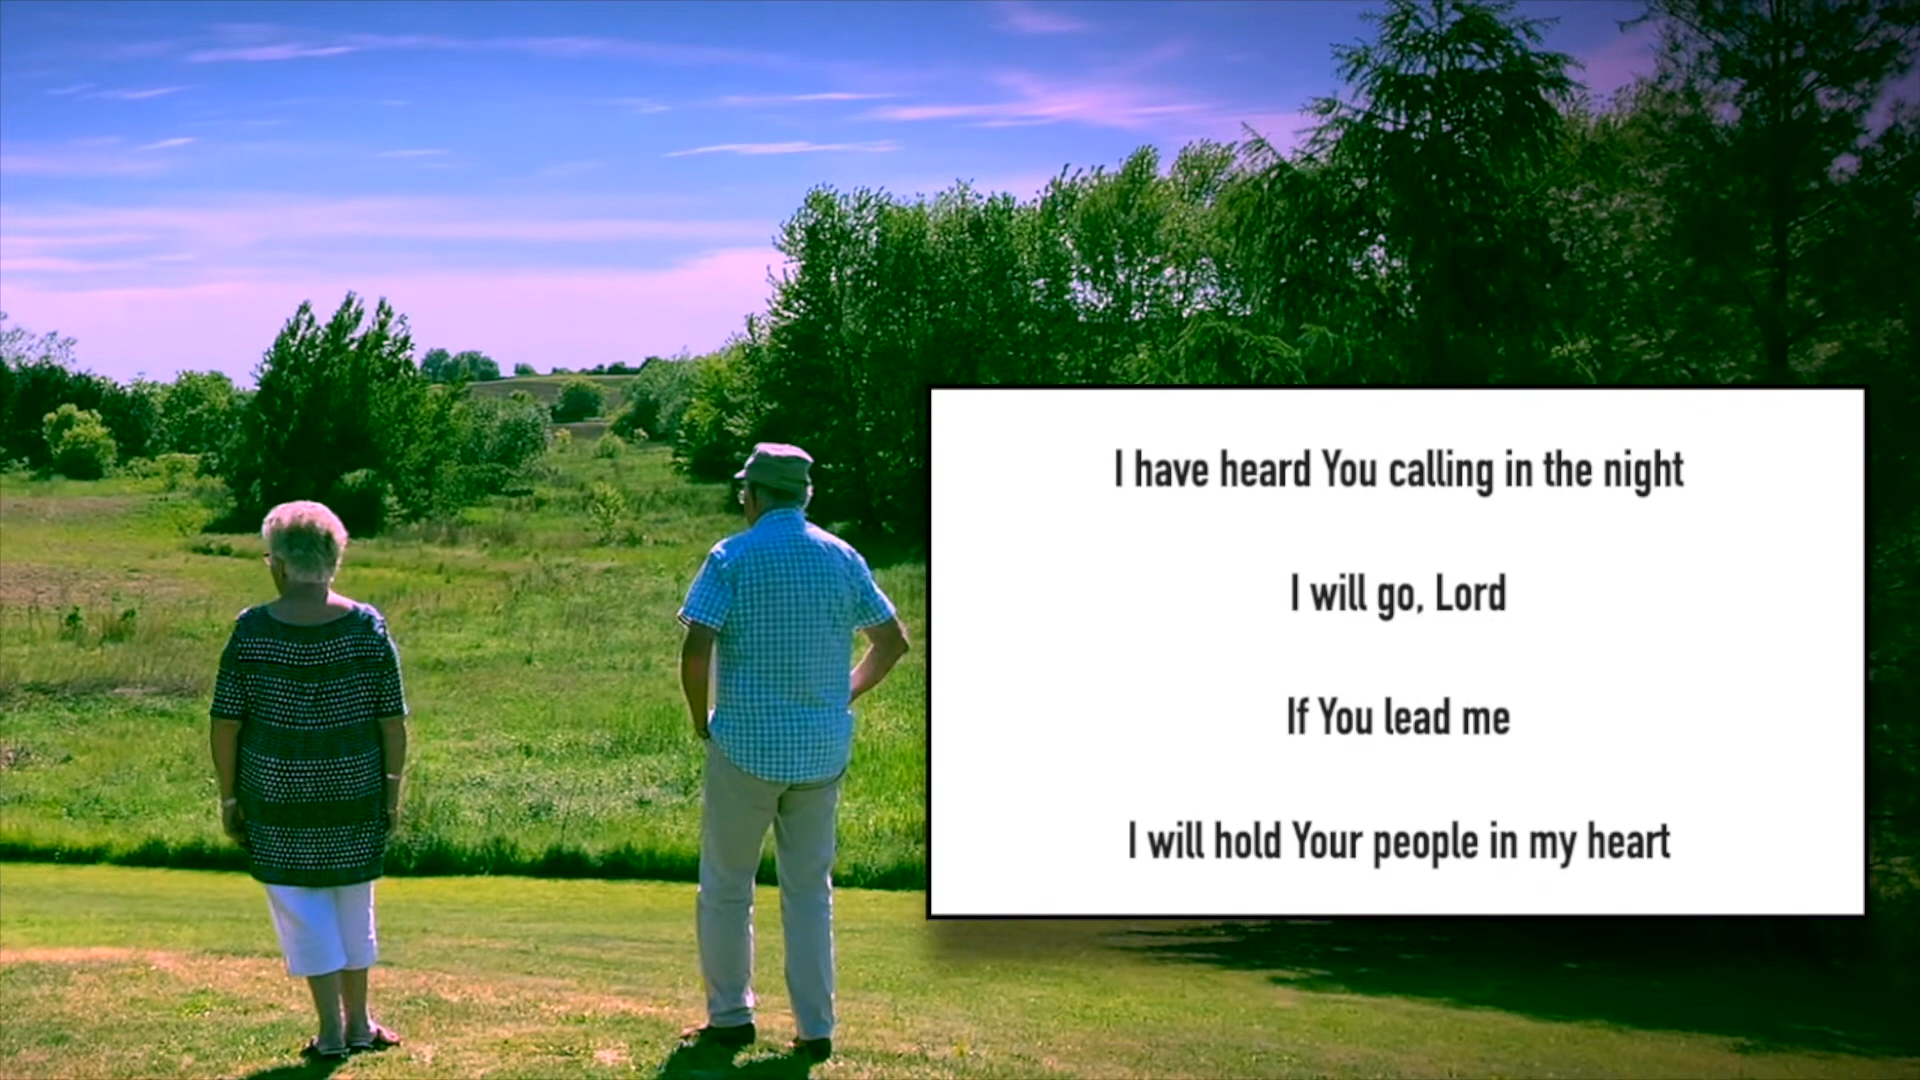 I have heard You calling in the night
I will go, Lord
If You lead me
I will hold Your people in my heart